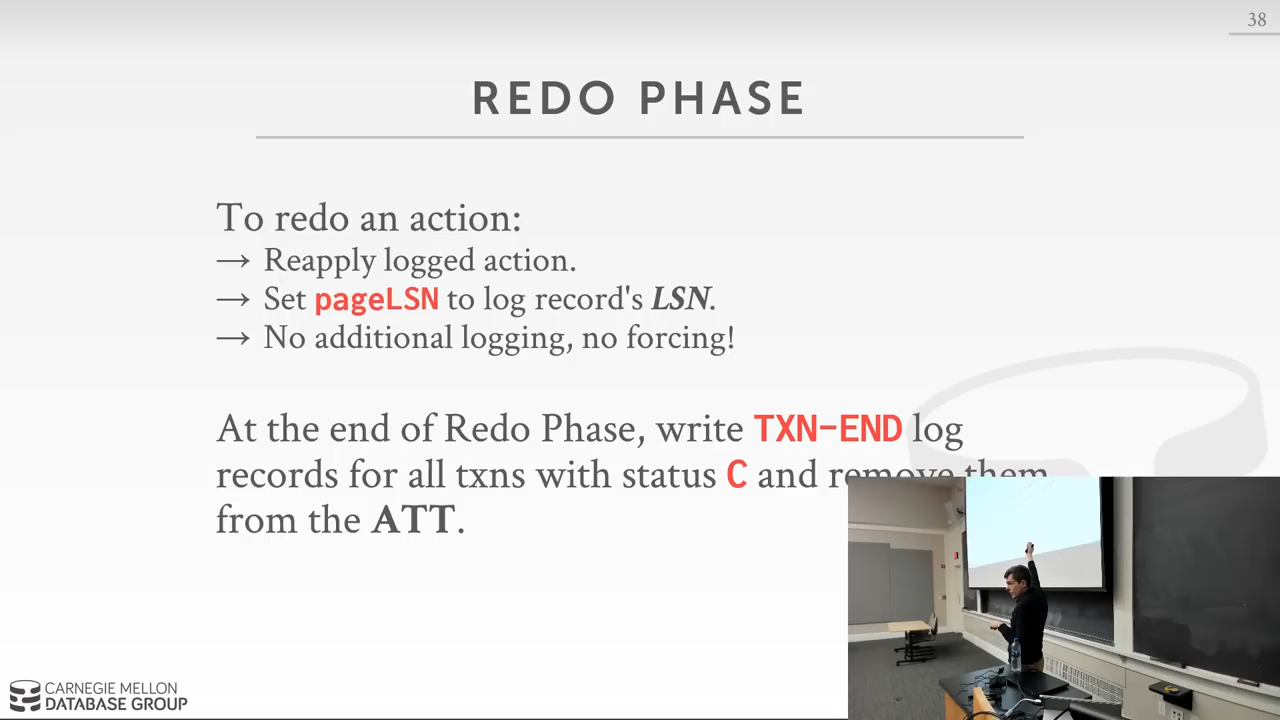 38
REDO PHASE
To redo an action:
→ Reapply logged action.
→ Set pageLSN to log record's LSN.
→ No additional logging, no forcing!
At the end of Redo Phase, write TXN-END log
records for all txns with status C and remove them
from the ATT.
CARNEGIE MELLON
DATABASE GROUP